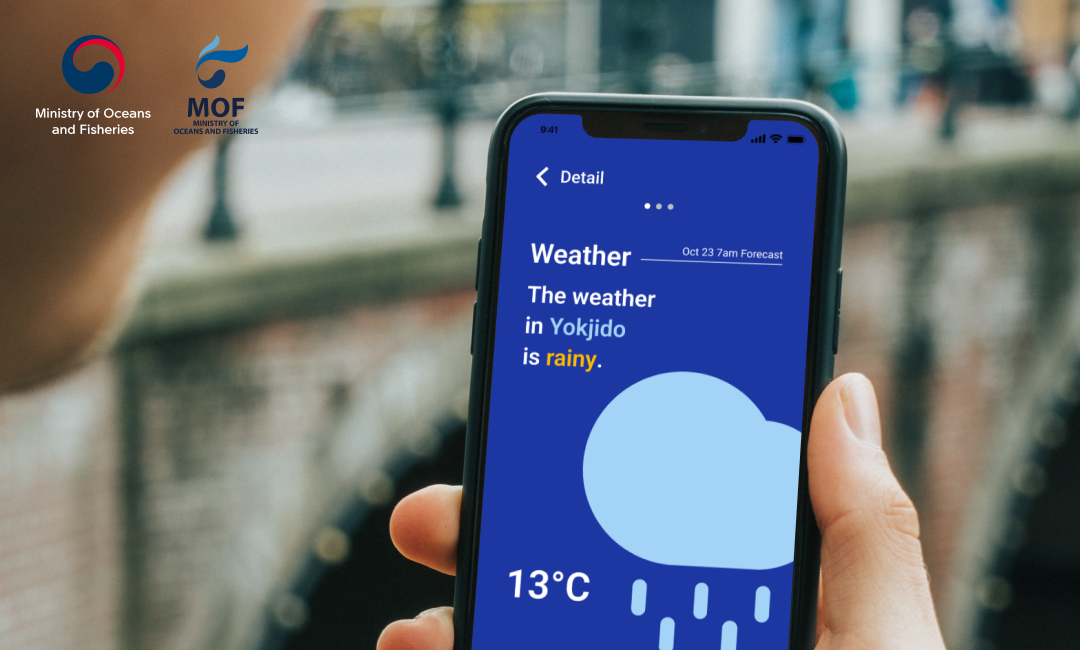 Ministry of Oceans
and Fisheries
MOF
MINISTRY OF
OCEANS AND FISHERIES
9:41
Detail
Weather
Oct 23 7am Forecast
The weather
in Yokjido
is rainy.
13°C